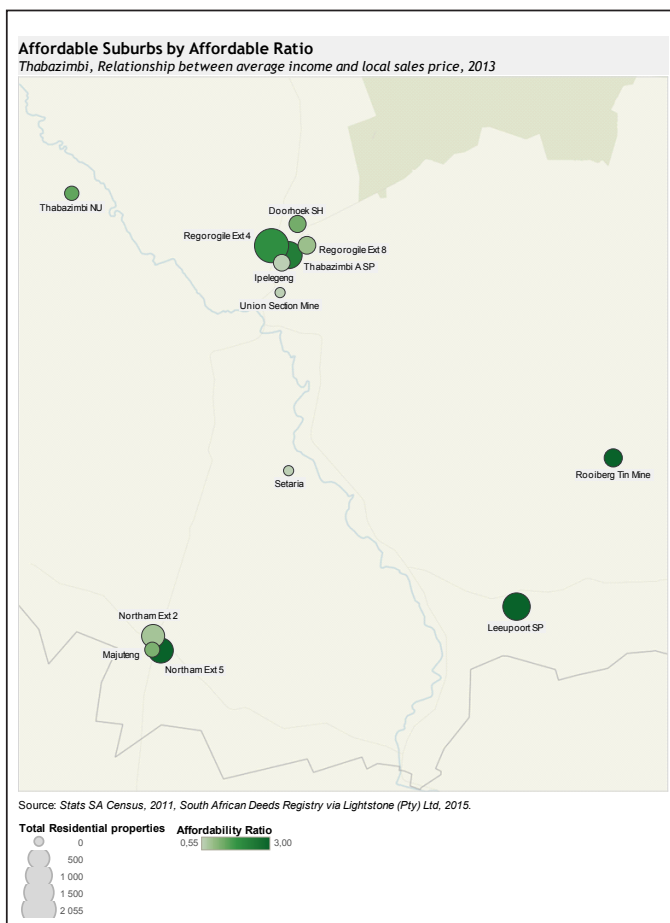 Affordable Suburbs by Affordable Ratio
Thabazimbi, Relationship between average income and local sales price, 2013
Thabazimbi NU
Doornhoek SH
Regorogile Ext 4
Regorogile Ext 8
Thabazimbi A SP
Ipelegeng
Union Section Mine
Setaria
Rooiberg Tin Mine
Northam Ext 2
Leeupoort SP
Majuteng
Northam Ext 5
Source: Stats SA Census, 2011, South African Deeds Registry via Lightstone (Pty) Ltd, 2015.
Total Residential properties
0
500
1 000
1 500
2 055
Affordability Ratio
0,55
3,00